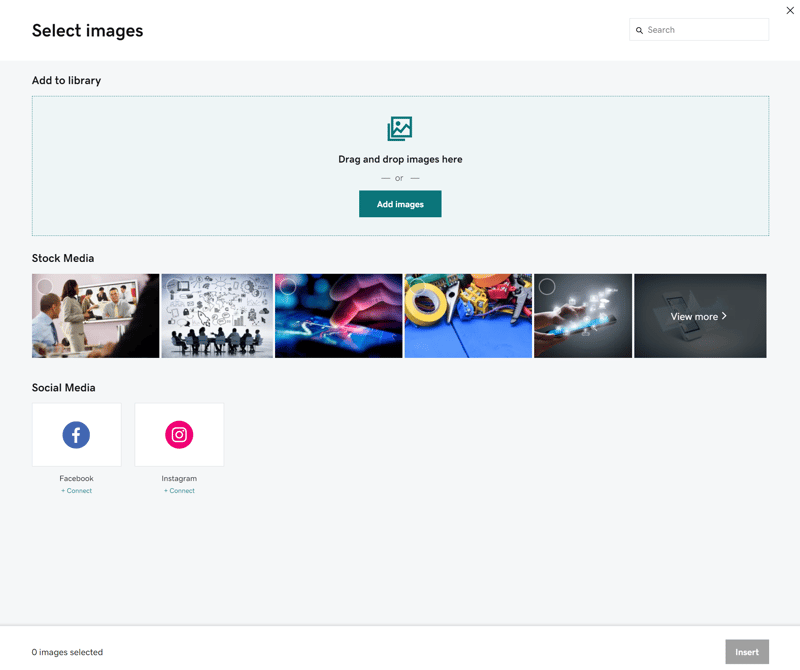 Select images
Search
Add to library
Drag and drop images here
— or —
Add images
Stock Media
View more
Social Media
Facebook
Instagram
+ Connect
+ Connect
0 images selected
Insert